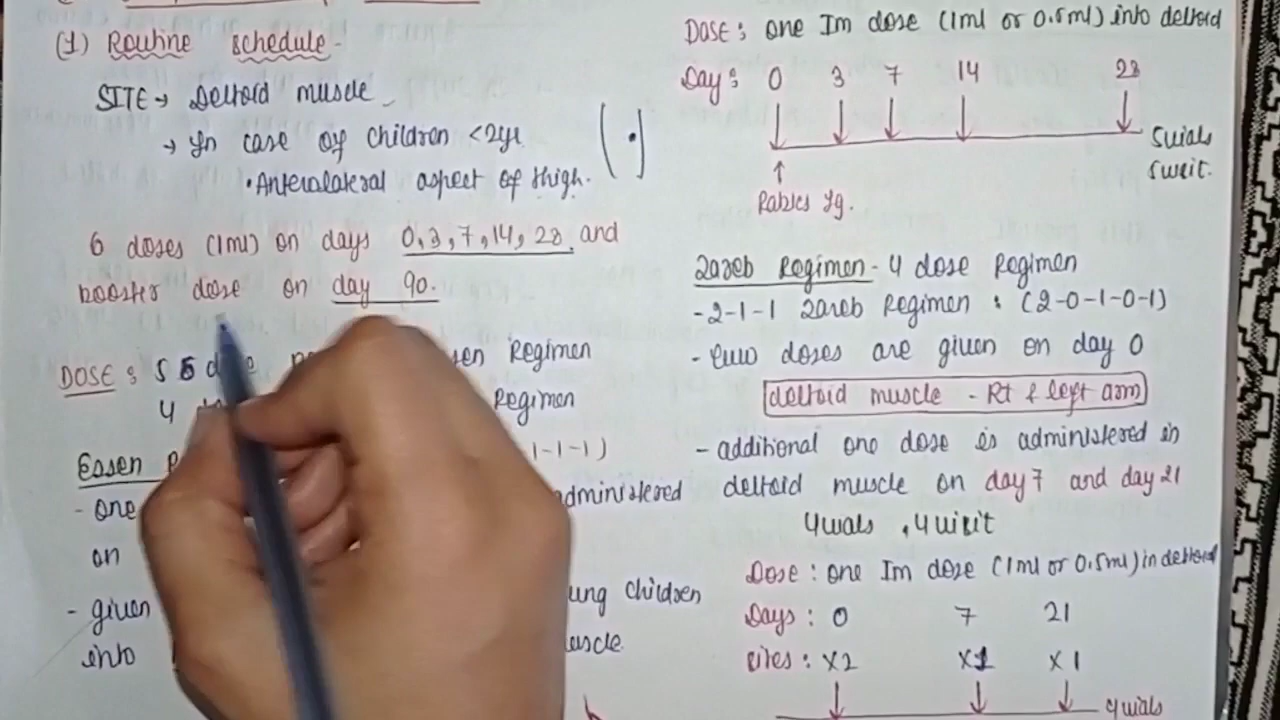 (1) Routine schedule -
SITE → Deltoid muscle
→ In case of children <2yr
• Anterolateral aspect of thigh.
6 doses (1ml) on days 0,3,7,14,28 and
booster dose on day 90.
DOSE : 5 Regimen
4 Regimen
Essen 1-1-1)
- one administered
on
- given young children
into muscle
DOSE : one Im dose (1ml or 0.5ml) into deltoid
Day : 0 3 7 14 28
5vials
5visit.
Rabies Ig.
Zagreb Regimen - 4 dose Regimen
- 2-1-1 Zagreb Regimen : (2-0-1-0-1)
- two doses are given on day 0
deltoid muscle - Rt & left arm
- additional one dose is administered in
deltoid muscle on day 7 and day 21
4vials , 4visit
Dose : one Im dose (1ml or 0.5ml) in deltoid
Days : 0 7 21
sites : x2 x1 x1
4vials